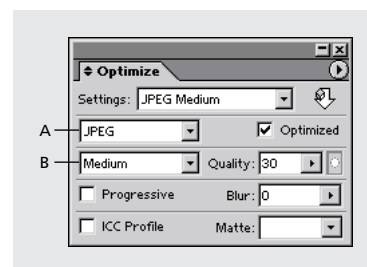 Optimize
Settings: JPEG Medium
A JPEG Optimized
B Medium Quality: 30
Progressive Blur: 0
ICC Profile Matte: